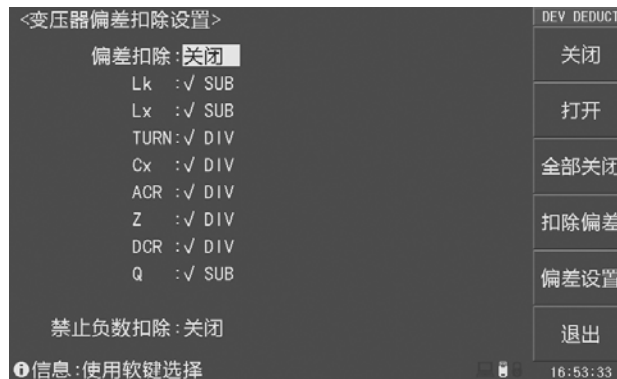 <变压器偏差扣除设置>
偏差扣除:关闭
Lk :√ SUB
Lx :√ SUB
TURN:√ DIV
Cx :√ DIV
ACR :√ DIV
Z :√ DIV
DCR :√ DIV
Q :√ SUB
禁止负数扣除:关闭
信息:使用软键选择
DEV DEDUCT
关闭
打开
全部关闭
扣除偏差
偏差设置
退出
16:53:33